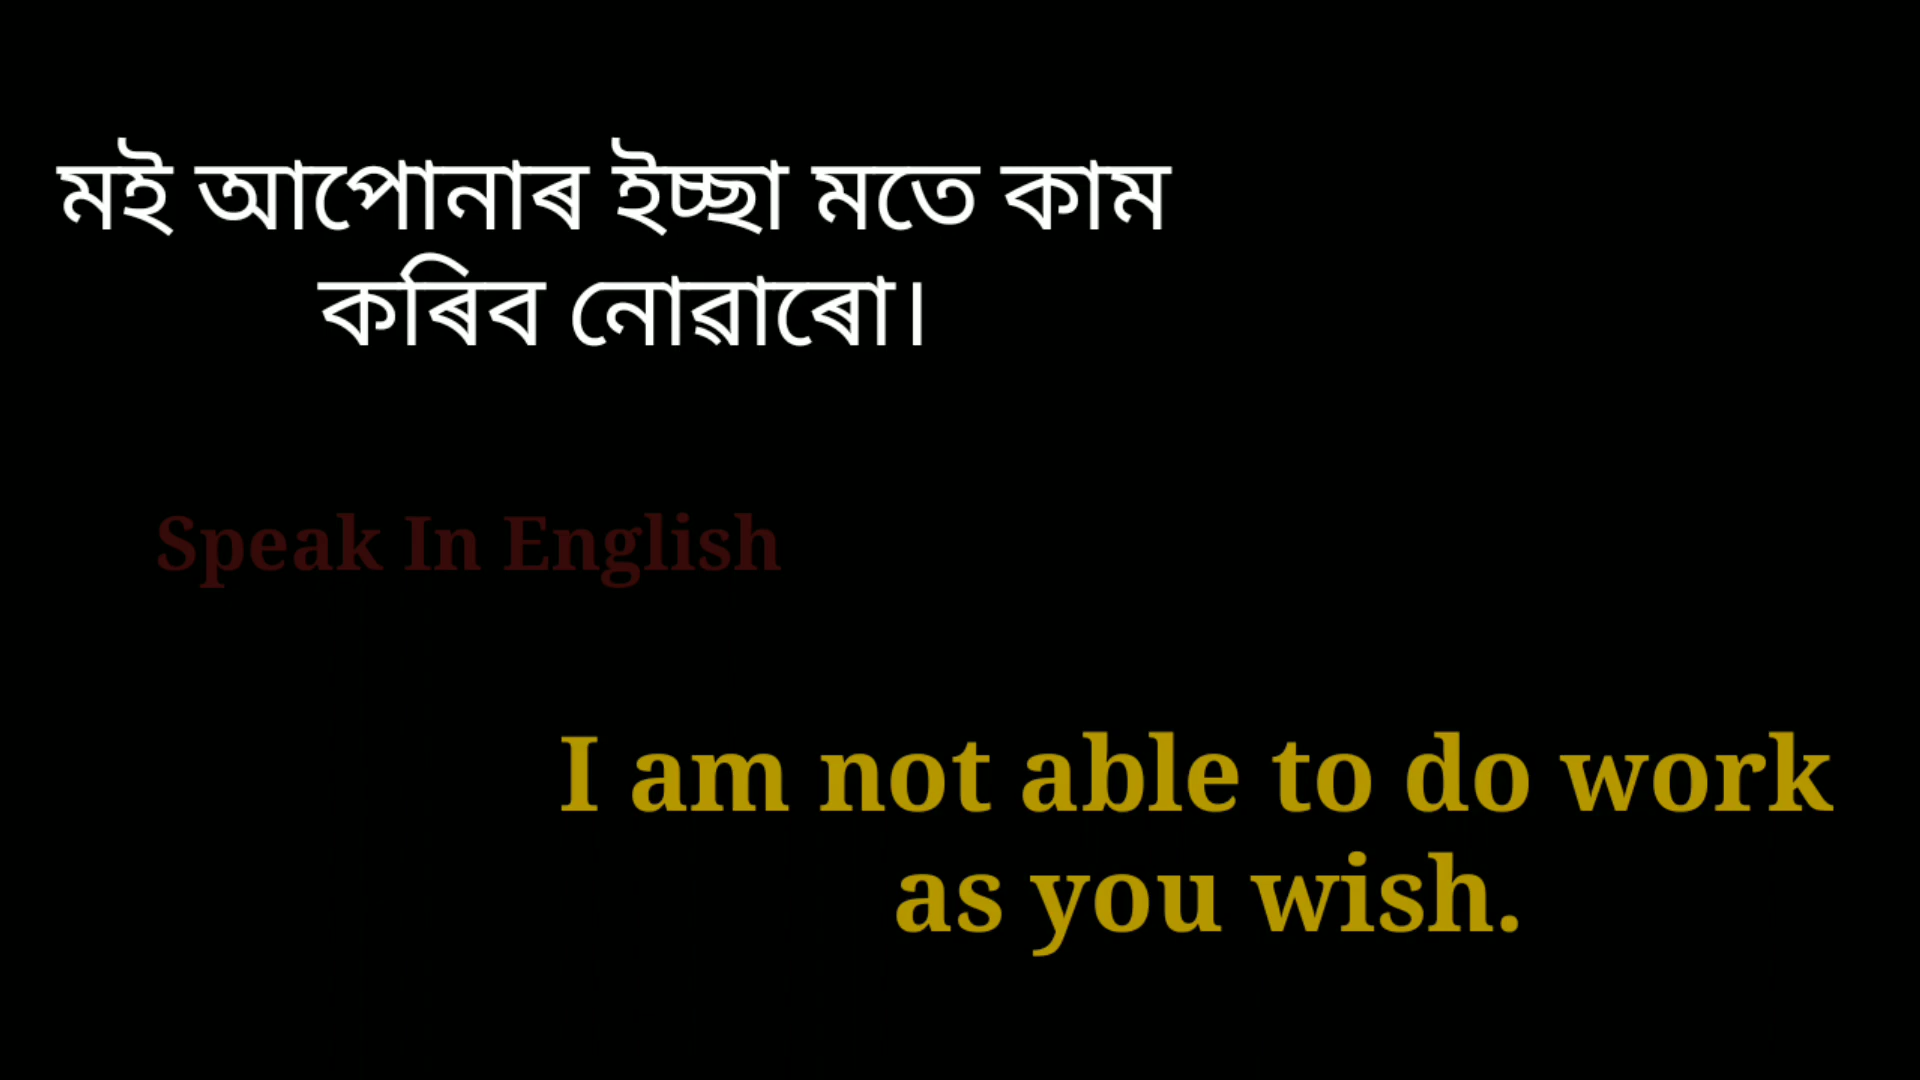 মই আপোনাৰ ইচ্ছা মতে কাম
কৰিব নোৱাৰো।
Speak In English
I am not able to do work
as you wish.